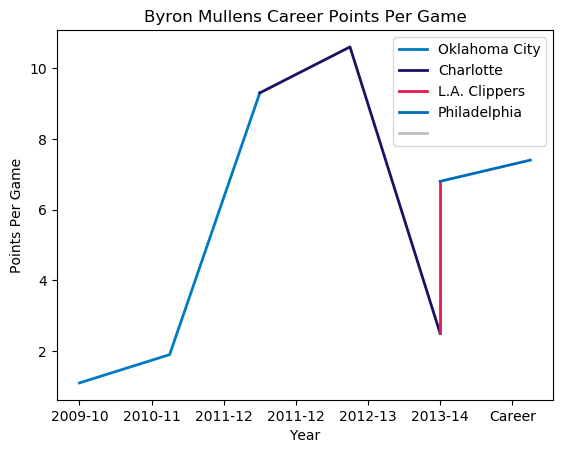 Byron Mullens Career Points Per Game
Oklahoma City
Charlotte
L.A. Clippers
Philadelphia
Points Per Game
10
8
6
4
2
2009-10 2010-11 2011-12 2011-12 2012-13 2013-14 Career
Year